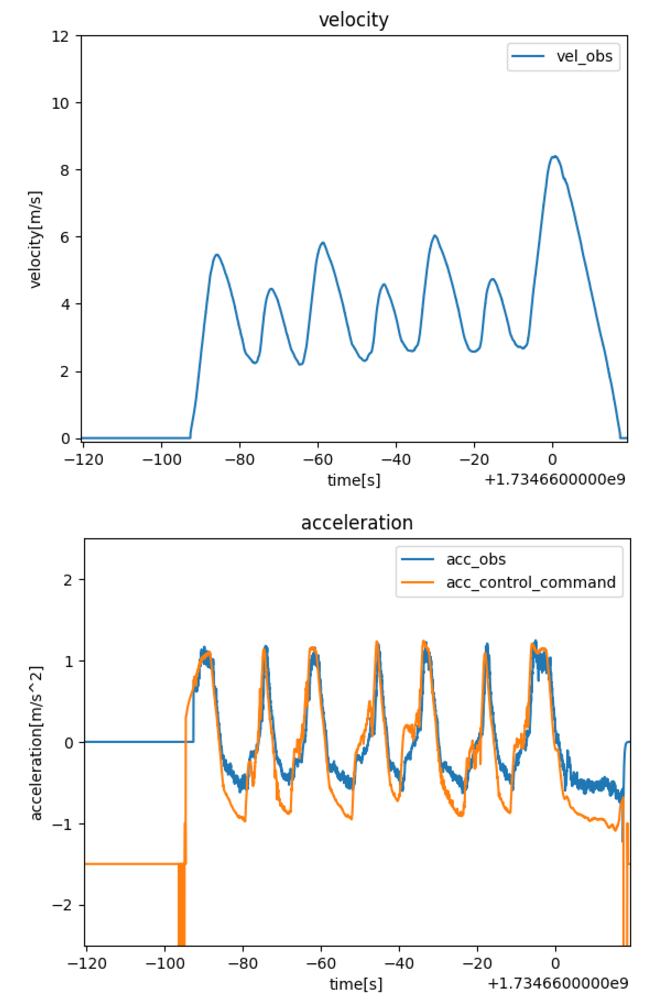 velocity
12
vel_obs
10
8
6
4
2
0
velocity[m/s]
−120
−100
−80
−60
−40
−20
0
time[s]
+1.7346600000e9
acceleration
acc_obs
acc_control_command
2
1
0
−1
−2
acceleration[m/s^2]
−120
−100
−80
−60
−40
−20
0
time[s]
+1.7346600000e9